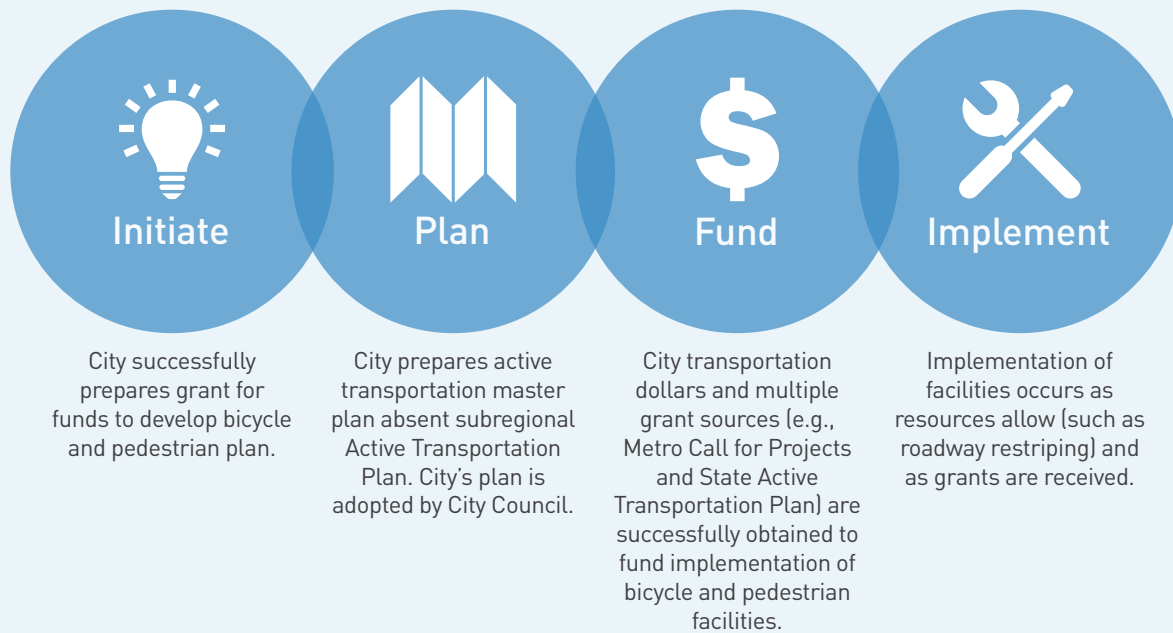 Initiate
Plan
Fund
Implement
City successfully
prepares grant for
funds to develop bicycle
and pedestrian plan.
City prepares active
transportation master
plan absent subregional
Active Transportation
Plan. City’s plan is
adopted by City Council.
City transportation
dollars and multiple
grant sources (e.g.,
Metro Call for Projects
and State Active
Transportation Plan) are
successfully obtained to
fund implementation of
bicycle and pedestrian
facilities.
Implementation of
facilities occurs as
resources allow (such as
roadway restriping) and
as grants are received.